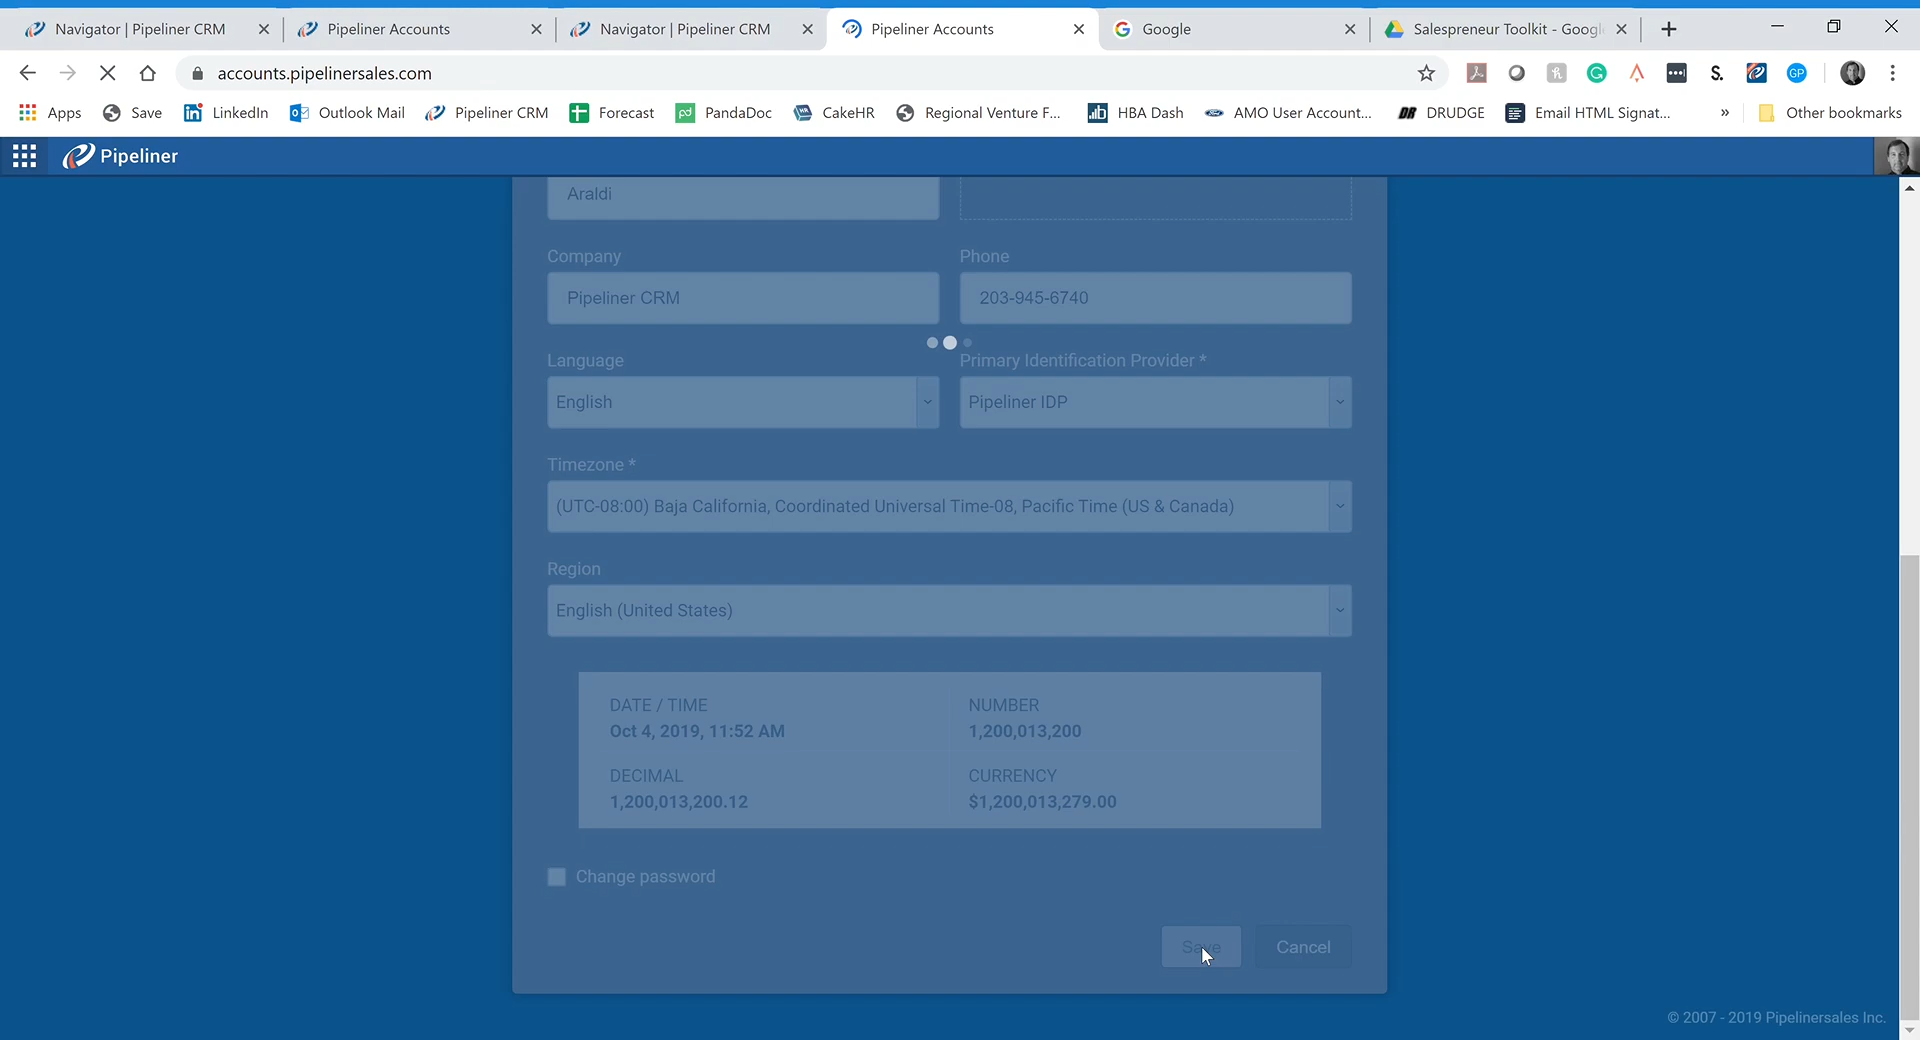 Navigator | Pipeliner CRM
Pipeliner Accounts
Navigator | Pipeliner CRM
Pipeliner Accounts
Google
Salespreneur Toolkit - Googl
accounts.pipelinersales.com
S.
GP
Apps
Save
LinkedIn
Outlook Mail
Pipeliner CRM
Forecast
pd PandaDoc
HR CakeHR
Regional Venture F...
HBA Dash
AMO User Account...
DR DRUDGE
Email HTML Signat...
»
Other bookmarks
Pipeliner
Araldi
Company
Phone
Pipeliner CRM
203-945-6740
Language
Primary Identification Provider *
English
Pipeliner IDP
Timezone *
(UTC-08:00) Baja California, Coordinated Universal Time-08, Pacific Time (US & Canada)
Region
English (United States)
DATE / TIME
NUMBER
Oct 4, 2019, 11:52 AM
1,200,013,200
DECIMAL
CURRENCY
1,200,013,200.12
$1,200,013,279.00
Change password
Save
Cancel
© 2007 - 2019 Pipelinersales Inc.